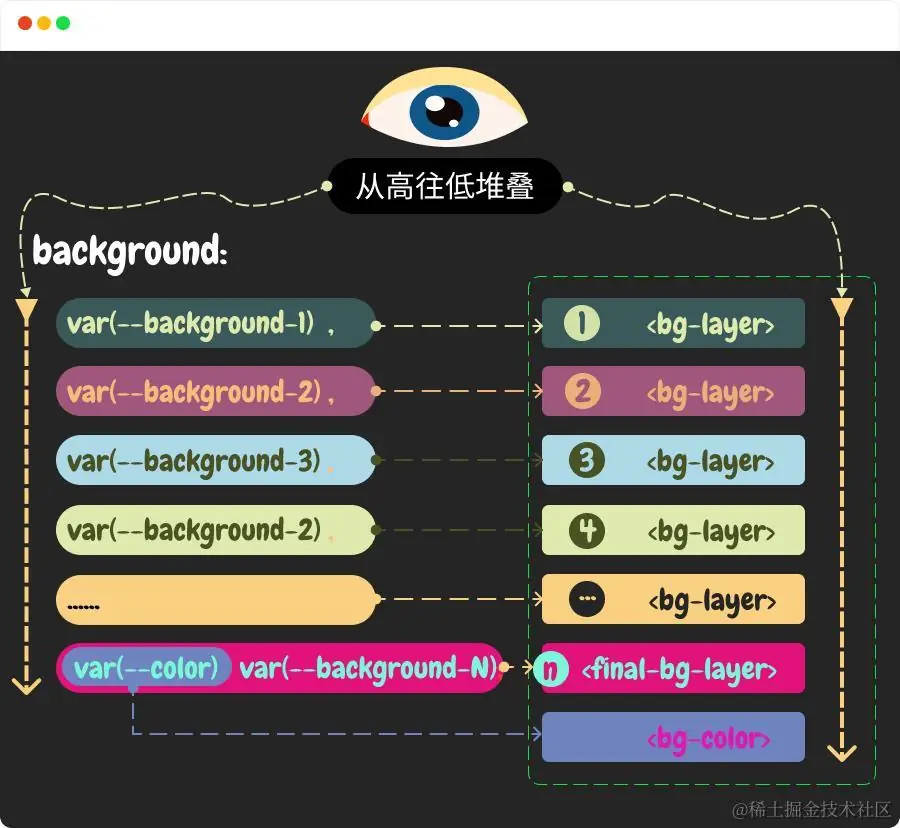 从高往低堆叠
background:
var(--background-1) , 1 <bg-layer>
var(--background-2) , 2 <bg-layer>
var(--background-3) , 3 <bg-layer>
var(--background-2) , 4 <bg-layer>
...... ... <bg-layer>
var(--color) var(--background-N) ; n <final-bg-layer>
<bg-color>
@稀土掘金技术社区